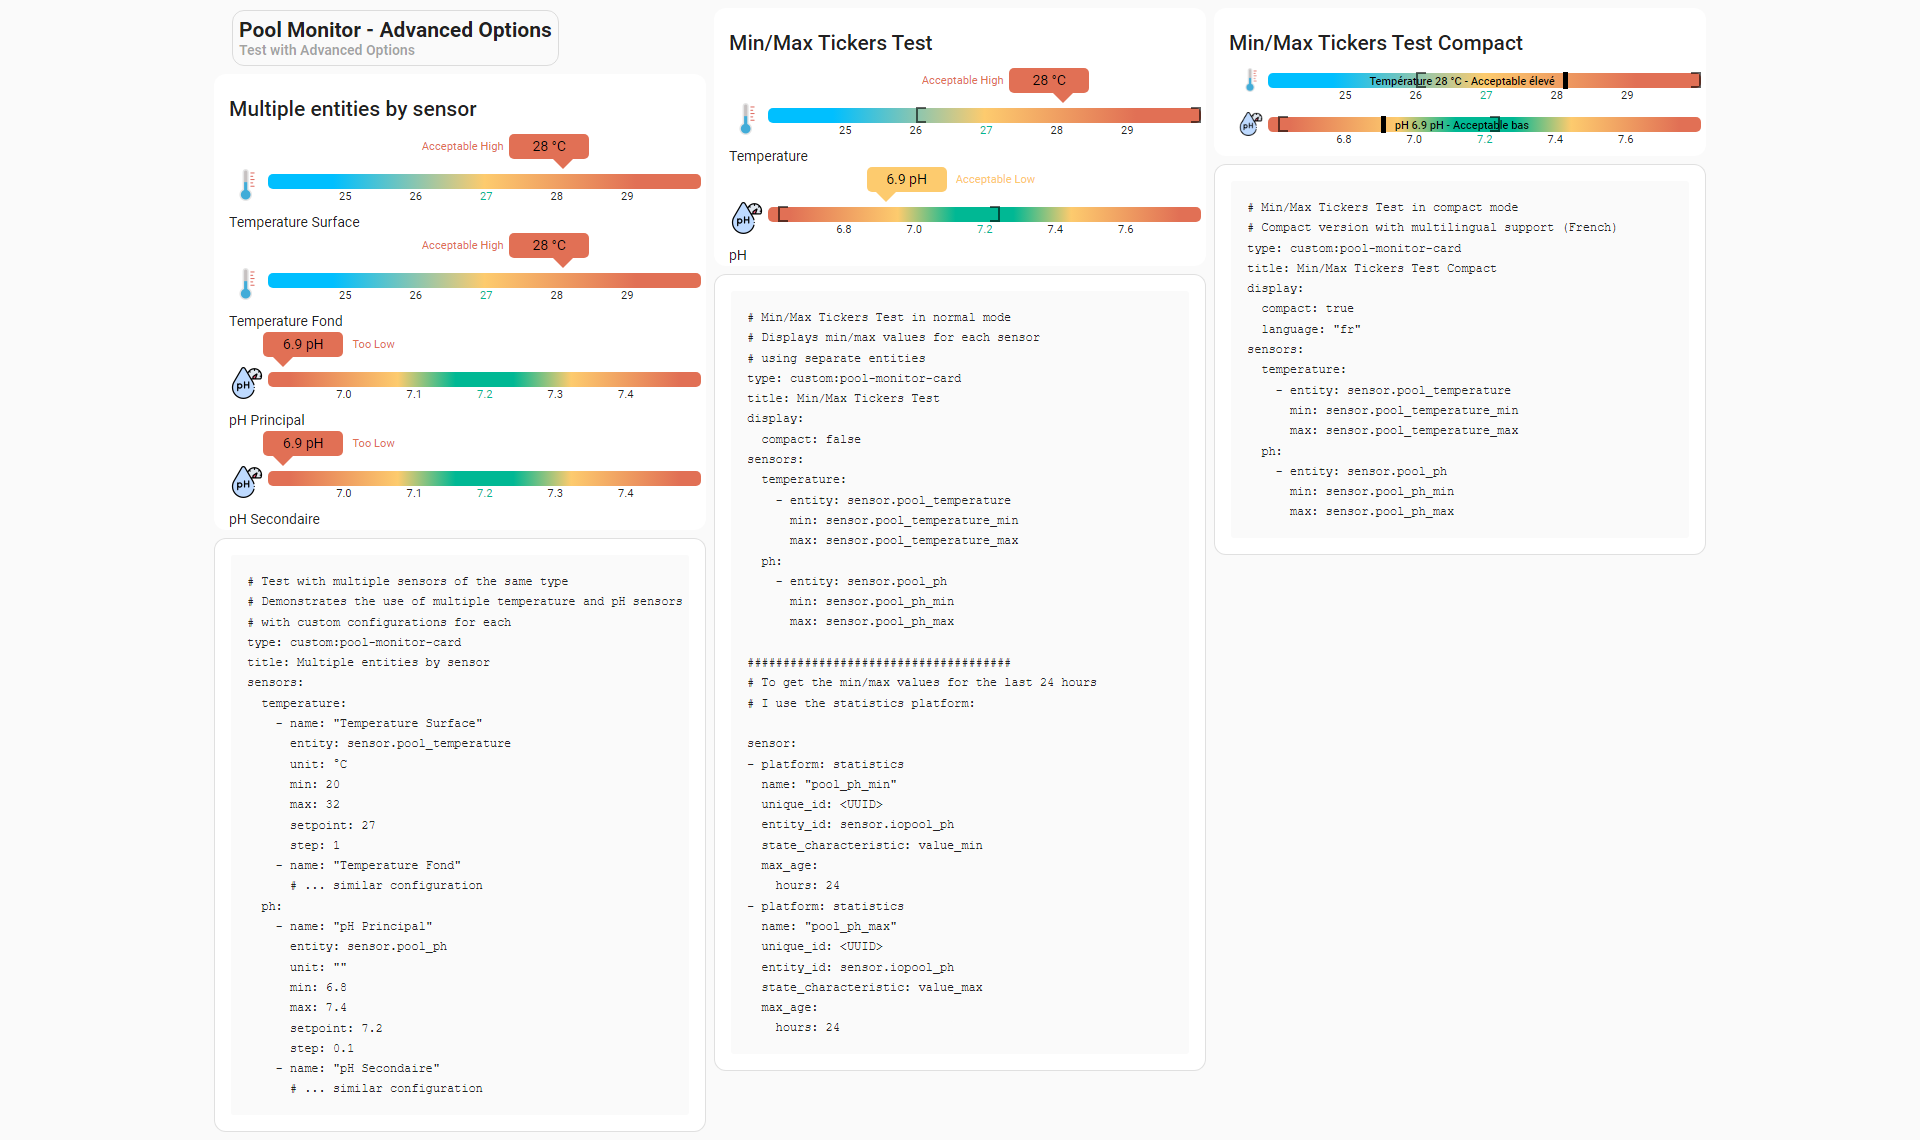 Pool Monitor - Advanced Options
Test with Advanced Options
Multiple entities by sensor
Acceptable High 28 °C
25 26 27 28 29
Temperature Surface
Acceptable High 28 °C
25 26 27 28 29
Temperature Fond
6.9 pH Too Low
pH
7.0 7.1 7.2 7.3 7.4
pH Principal
6.9 pH Too Low
pH
7.0 7.1 7.2 7.3 7.4
pH Secondaire
# Test with multiple sensors of the same type
# Demonstrates the use of multiple temperature and pH sensors
# with custom configurations for each
type: custom:pool-monitor-card
title: Multiple entities by sensor
sensors:
  temperature:
    - name: "Temperature Surface"
      entity: sensor.pool_temperature
      unit: °C
      min: 20
      max: 32
      setpoint: 27
      step: 1
    - name: "Temperature Fond"
      # ... similar configuration
  ph:
    - name: "pH Principal"
      entity: sensor.pool_ph
      unit: ""
      min: 6.8
      max: 7.4
      setpoint: 7.2
      step: 0.1
    - name: "pH Secondaire"
      # ... similar configuration
Min/Max Tickers Test
Acceptable High 28 °C
25 26 27 28 29
Temperature
6.9 pH Acceptable Low
pH
6.8 7.0 7.2 7.4 7.6
pH
# Min/Max Tickers Test in normal mode
# Displays min/max values for each sensor
# using separate entities
type: custom:pool-monitor-card
title: Min/Max Tickers Test
display:
  compact: false
sensors:
  temperature:
    - entity: sensor.pool_temperature
      min: sensor.pool_temperature_min
      max: sensor.pool_temperature_max
  ph:
    - entity: sensor.pool_ph
      min: sensor.pool_ph_min
      max: sensor.pool_ph_max
#####################################
# To get the min/max values for the last 24 hours
# I use the statistics platform:
sensor:
- platform: statistics
  name: "pool_ph_min"
  unique_id: <UUID>
  entity_id: sensor.iopool_ph
  state_characteristic: value_min
  max_age:
    hours: 24
- platform: statistics
  name: "pool_ph_max"
  unique_id: <UUID>
  entity_id: sensor.iopool_ph
  state_characteristic: value_max
  max_age:
    hours: 24
Min/Max Tickers Test Compact
Température 28 °C - Acceptable élevé
25 26 27 28 29
pH
pH 6.9 pH - Acceptable bas
6.8 7.0 7.2 7.4 7.6
# Min/Max Tickers Test in compact mode
# Compact version with multilingual support (French)
type: custom:pool-monitor-card
title: Min/Max Tickers Test Compact
display:
  compact: true
  language: "fr"
sensors:
  temperature:
    - entity: sensor.pool_temperature
      min: sensor.pool_temperature_min
      max: sensor.pool_temperature_max
  ph:
    - entity: sensor.pool_ph
      min: sensor.pool_ph_min
      max: sensor.pool_ph_max